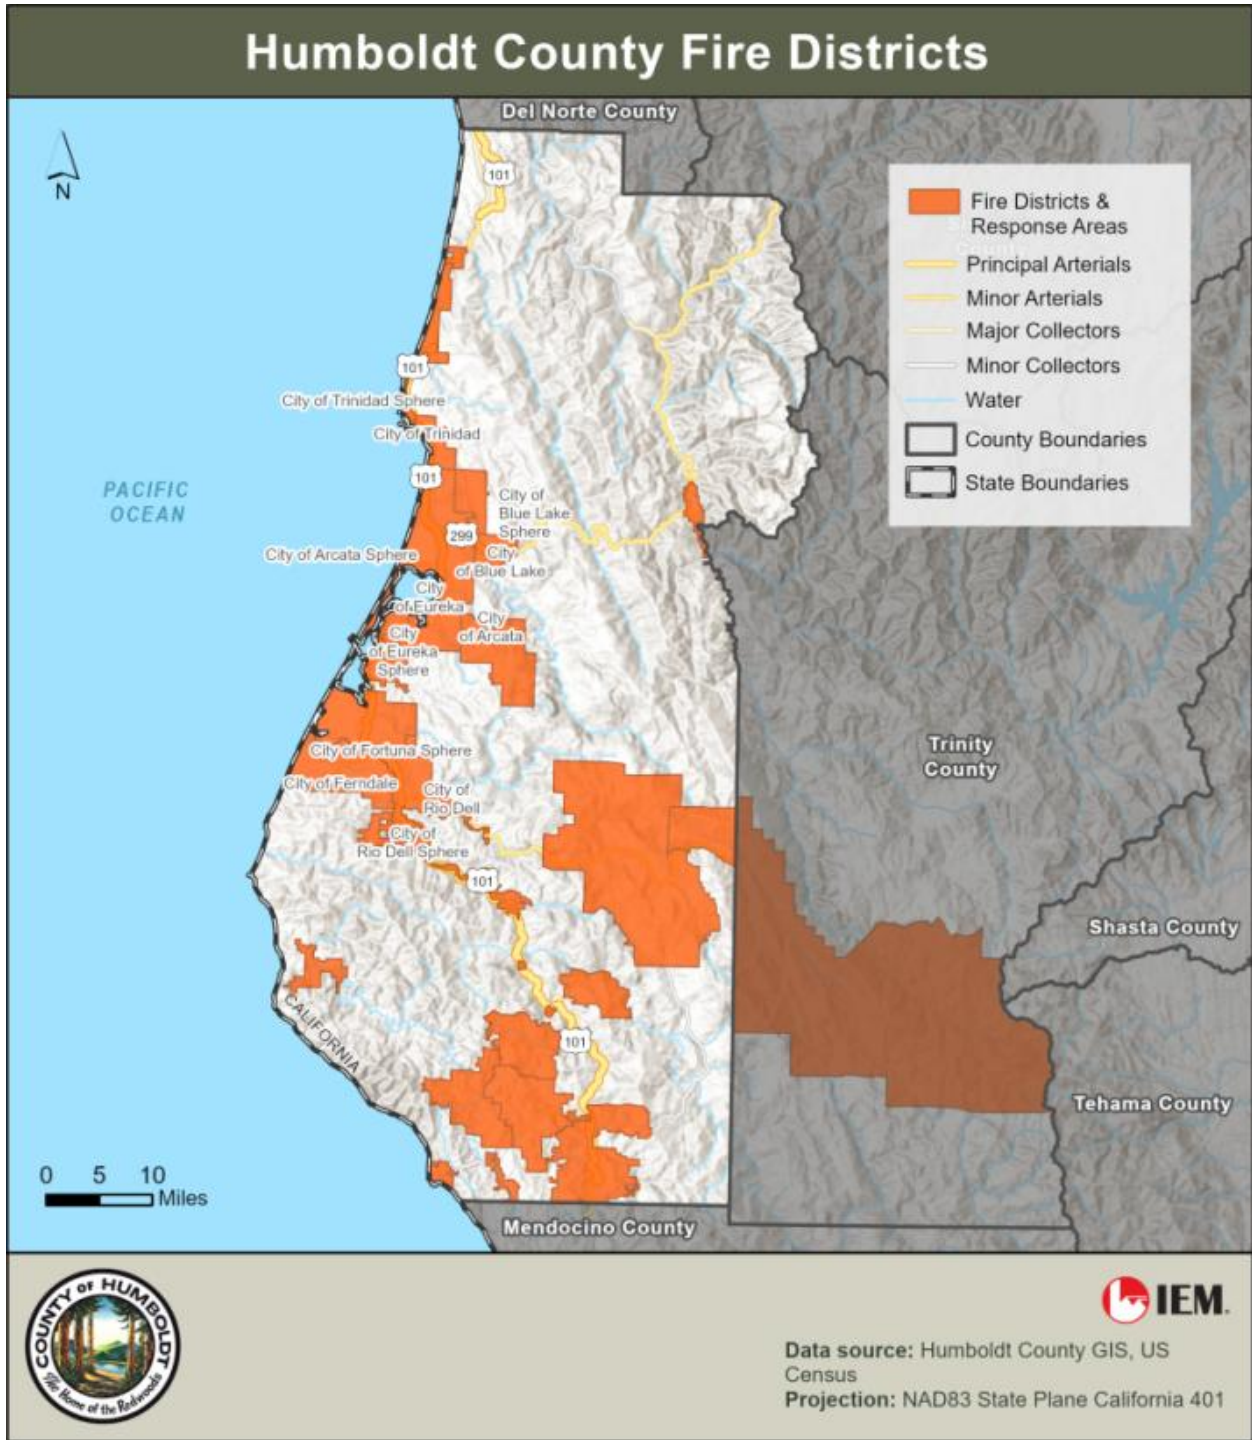 Humboldt County Fire Districts
Del Norte County
N
101
Fire Districts &
Response Areas
Principal Arterials
Minor Arterials
Major Collectors
Minor Collectors
Water
County Boundaries
State Boundaries
101
City of Trinidad Sphere
City of Trinidad
101
PACIFIC
OCEAN
City of
Blue Lake
Sphere
299
City of Arcata Sphere
City
of Blue Lake
City
of Eureka
City
of Arcata
City
of Eureka
Sphere
Trinity
County
City of Fortuna Sphere
City of Ferndale
City of
Rio Dell
City of
Rio Dell Sphere
101
Shasta County
CALIFORNIA
101
Tehama County
0 5 10
Miles
Mendocino County
COUNTY OF HUMBOLDT
The Home of the Redwoods
IEM.
Data source: Humboldt County GIS, US
Census
Projection: NAD83 State Plane California 401